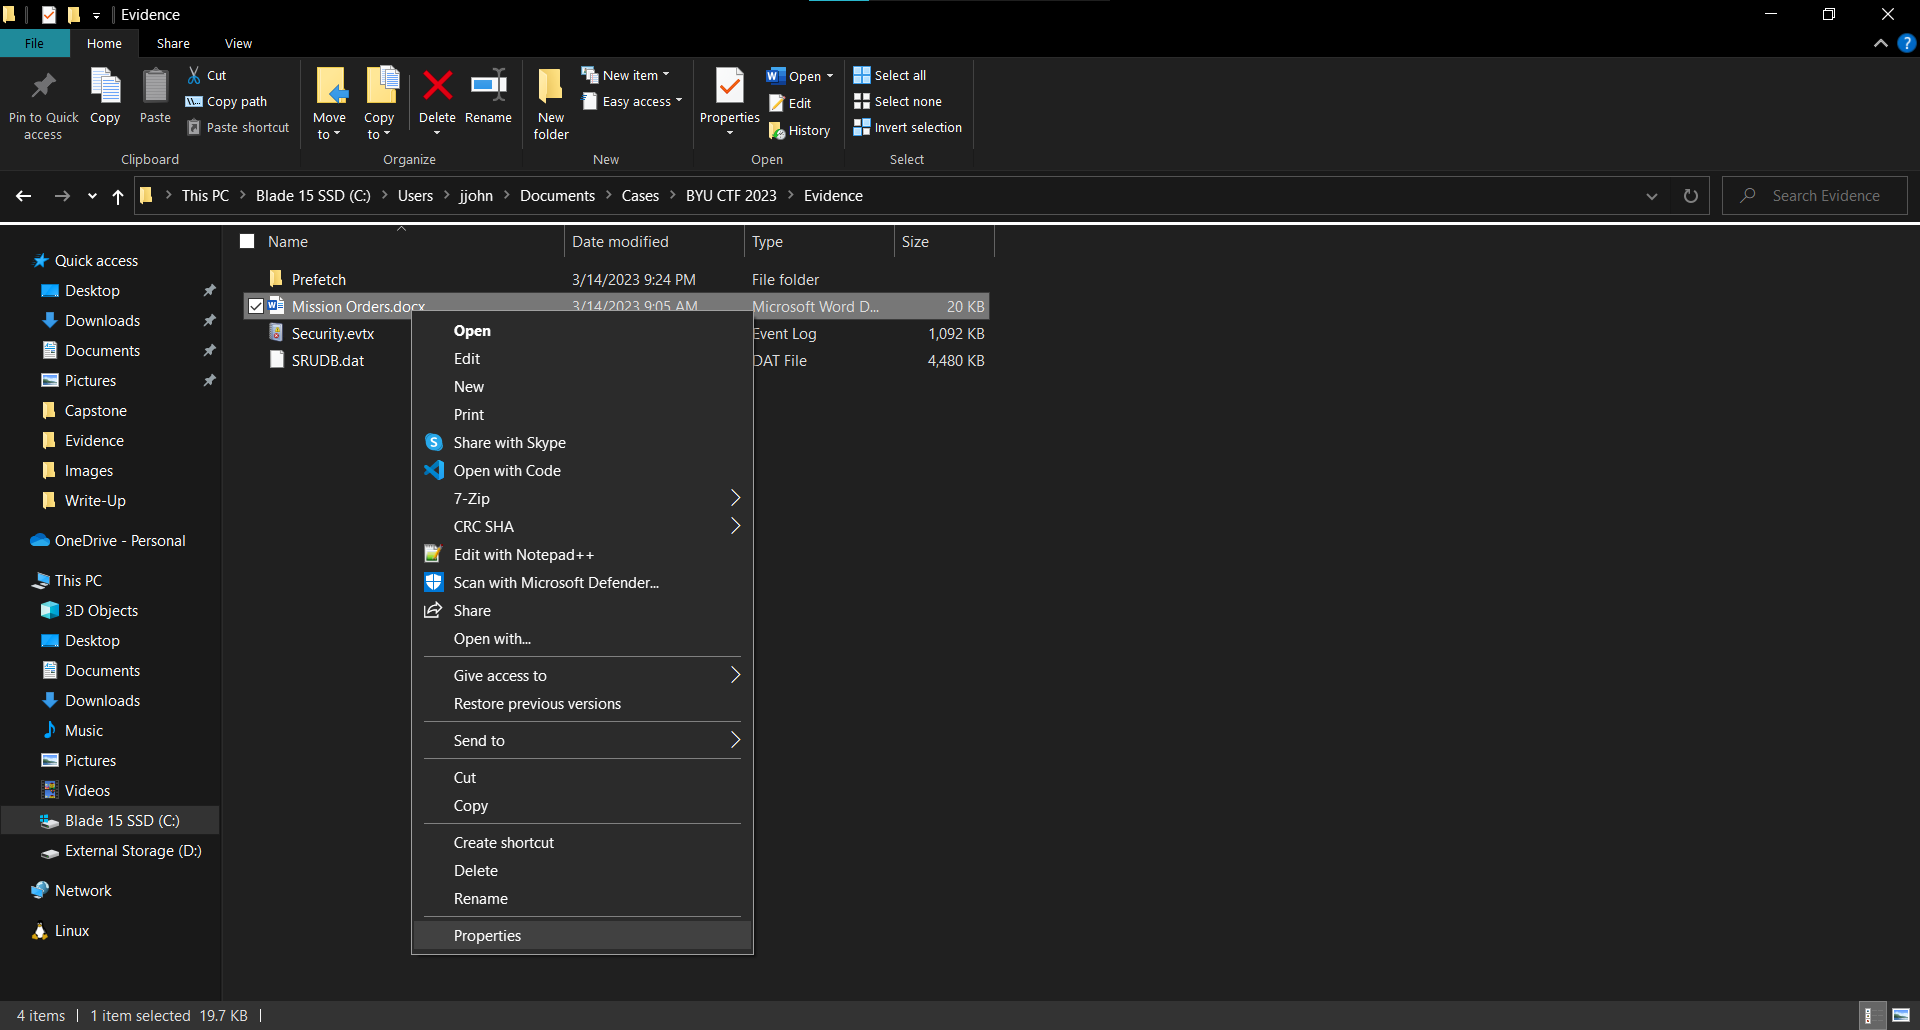 Evidence
File Home Share View
Pin to Quick access
Copy
Paste
Cut
Copy path
Paste shortcut
Clipboard
Move to
Copy to
Delete
Rename
Organize
New folder
New item
Easy access
New
Properties
Open
Edit
History
Open
Select all
Select none
Invert selection
Select
This PC Blade 15 SSD (C:) Users jjohn Documents Cases BYU CTF 2023 Evidence
Search Evidence
Quick access
Desktop
Downloads
Documents
Pictures
Capstone
Evidence
Images
Write-Up
OneDrive - Personal
This PC
3D Objects
Desktop
Documents
Downloads
Music
Pictures
Videos
Blade 15 SSD (C:)
External Storage (D:)
Network
Linux
Name Date modified Type Size
Prefetch 3/14/2023 9:24 PM File folder
Mission Orders.docx 3/14/2023 9:05 AM Microsoft Word D... 20 KB
Security.evtx Event Log 1,092 KB
SRUDB.dat DAT File 4,480 KB
Open
Edit
New
Print
Share with Skype
Open with Code
7-Zip
CRC SHA
Edit with Notepad++
Scan with Microsoft Defender...
Share
Open with...
Give access to
Restore previous versions
Send to
Cut
Copy
Create shortcut
Delete
Rename
Properties
4 items 1 item selected 19.7 KB